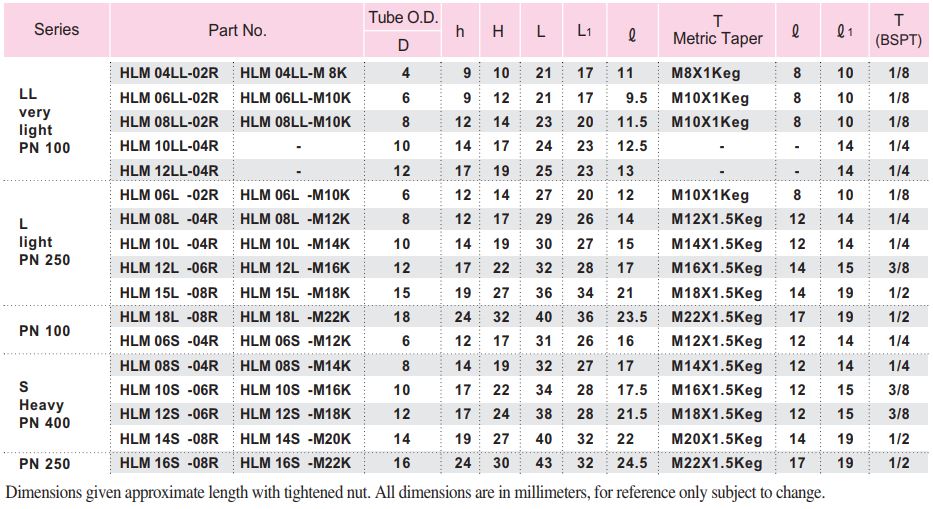 Series Part No. Tube O.D. D h H L L1 ℓ T Metric Taper ℓ ℓ1 T (BSPT)
LL very light PN 100
HLM 04LL-02R HLM 04LL-M 8K 4 9 10 21 17 11 M8X1Keg 8 10 1/8
HLM 06LL-02R HLM 06LL-M10K 6 9 12 21 17 9.5 M10X1Keg 8 10 1/8
HLM 08LL-02R HLM 08LL-M10K 8 12 14 23 20 11.5 M10X1Keg 8 10 1/8
HLM 10LL-04R - 10 14 17 24 23 12.5 - - 14 1/4
HLM 12LL-04R - 12 17 19 25 23 13 - - 14 1/4
L light PN 250
HLM 06L -02R HLM 06L -M10K 6 12 14 27 20 12 M10X1Keg 8 10 1/8
HLM 08L -04R HLM 08L -M12K 8 12 17 29 26 14 M12X1.5Keg 12 14 1/4
HLM 10L -04R HLM 10L -M14K 10 14 19 30 27 15 M14X1.5Keg 12 14 1/4
HLM 12L -06R HLM 12L -M16K 12 17 22 32 28 17 M16X1.5Keg 14 15 3/8
HLM 15L -08R HLM 15L -M18K 15 19 27 36 34 21 M18X1.5Keg 14 19 1/2
PN 100
HLM 18L -08R HLM 18L -M22K 18 24 32 40 36 23.5 M22X1.5Keg 17 19 1/2
HLM 06S -04R HLM 06S -M12K 6 12 17 31 26 16 M12X1.5Keg 12 14 1/4
S Heavy PN 400
HLM 08S -04R HLM 08S -M14K 8 14 19 32 27 17 M14X1.5Keg 12 14 1/4
HLM 10S -06R HLM 10S -M16K 10 17 22 34 28 17.5 M16X1.5Keg 12 15 3/8
HLM 12S -06R HLM 12S -M18K 12 17 24 38 28 21.5 M18X1.5Keg 12 15 3/8
HLM 14S -08R HLM 14S -M20K 14 19 27 40 32 22 M20X1.5Keg 14 19 1/2
PN 250
HLM 16S -08R HLM 16S -M22K 16 24 30 43 32 24.5 M22X1.5Keg 17 19 1/2
Dimensions given approximate length with tightened nut. All dimensions are in millimeters, for reference only subject to change.